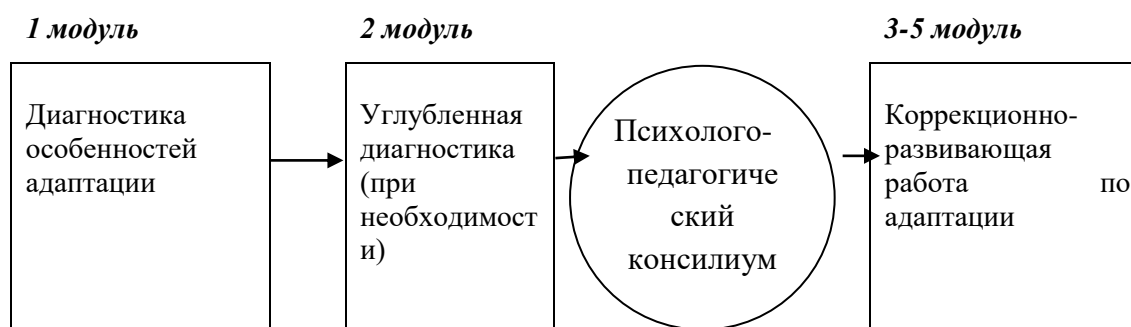 1 модуль
2 модуль
3-5 модуль
Диагностика
особенностей
адаптации
Углубленная
диагностика
(при
необходимост
и)
Психолого-
педагогиче
ский
консилиум
Коррекционно-
развивающая
работа по
адаптации